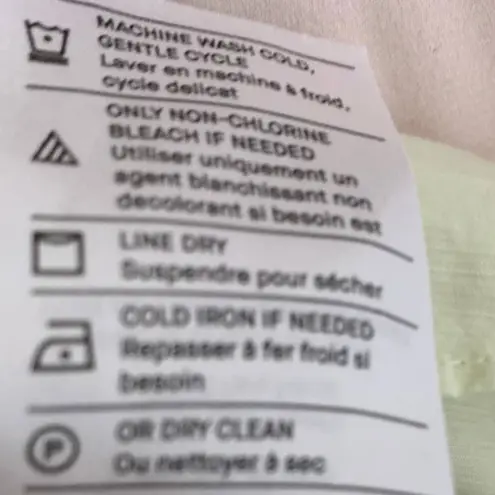 MACHINE WASH COLD,
GENTLE CYCLE
Laver en machine à froid,
cycle delicat
ONLY NON-CHLORINE
BLEACH IF NEEDED
Utiliser uniquement un
agent blanchissant non
decolorant si besoin est
LINE DRY
Suspendre pour sécher
COLD IRON IF NEEDED
Repasser à fer froid si
besoin
P
OR DRY CLEAN
Ou nettoyer à sec